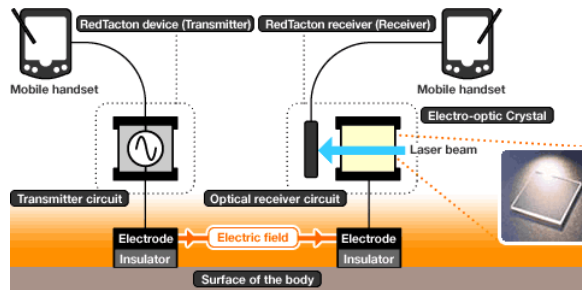 RedTacton device (Transmitter)
RedTacton receiver (Receiver)
Mobile handset
Mobile handset
Electro-optic Crystal
Laser beam
Transmitter circuit
Optical receiver circuit
Electrode
Electric field
Electrode
Insulator
Insulator
Surface of the body